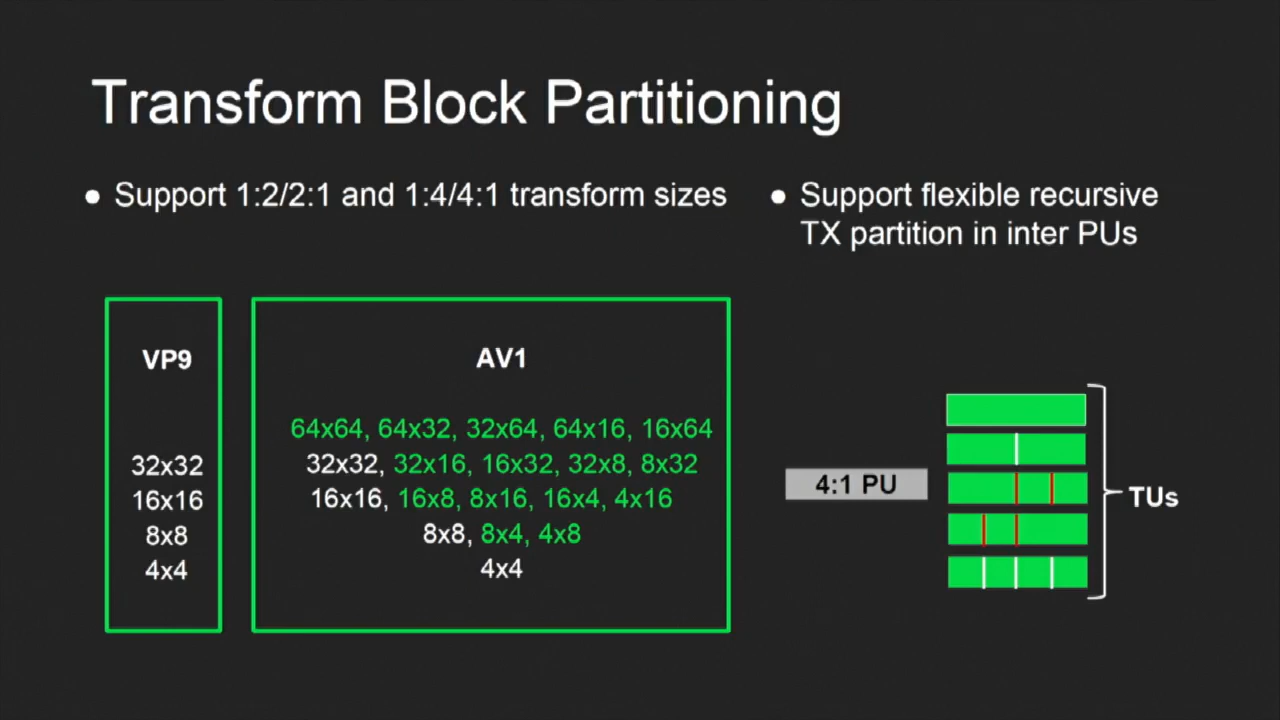 Transform Block Partitioning
● Support 1:2/2:1 and 1:4/4:1 transform sizes
● Support flexible recursive
TX partition in inter PUs
VP9
32x32
16x16
8x8
4x4
AV1
64x64, 64x32, 32x64, 64x16, 16x64
32x32, 32x16, 16x32, 32x8, 8x32
16x16, 16x8, 8x16, 16x4, 4x16
8x8, 8x4, 4x8
4x4
4:1 PU
TUs